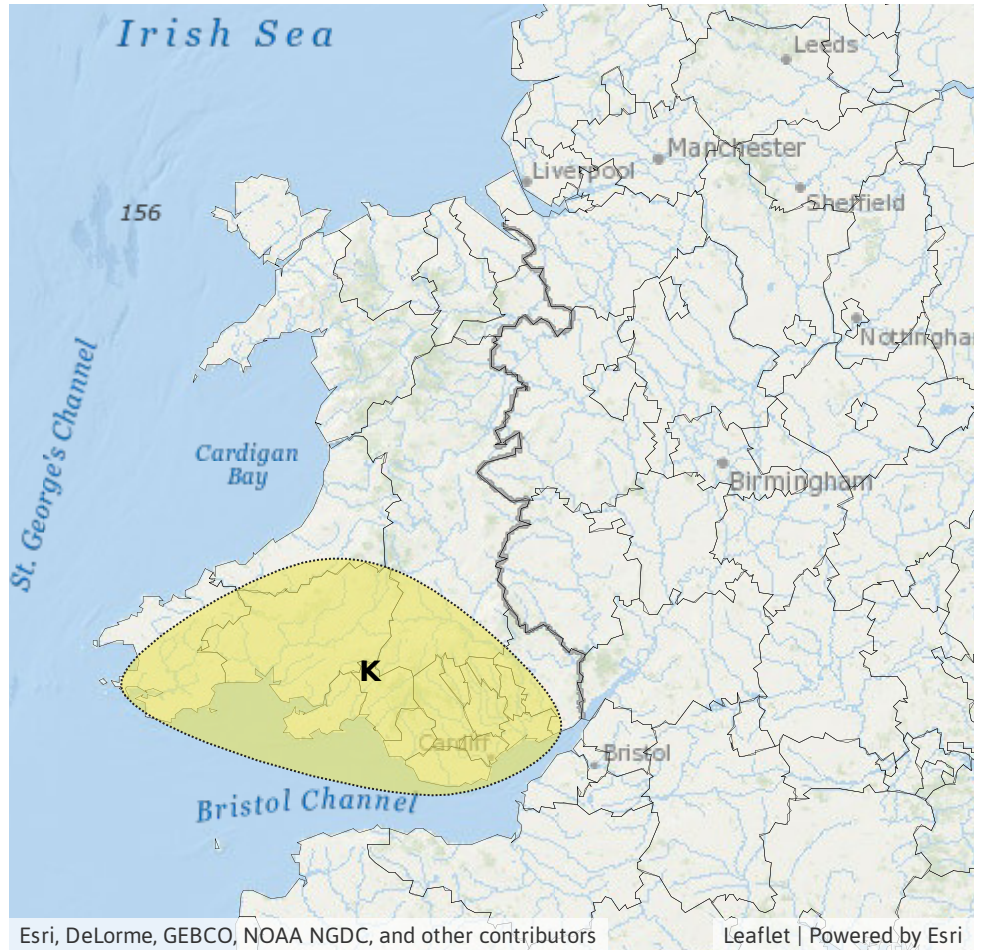 Irish Sea
Leeds
Manchester
Liverpool
Sheffield
156
Nottingha
St. George's Channel
Cardigan
Bay
Birmingham
K
Cardiff
Bristol
Bristol Channel
Esri, DeLorme, GEBCO, NOAA NGDC, and other contributors
Leaflet | Powered by Esri